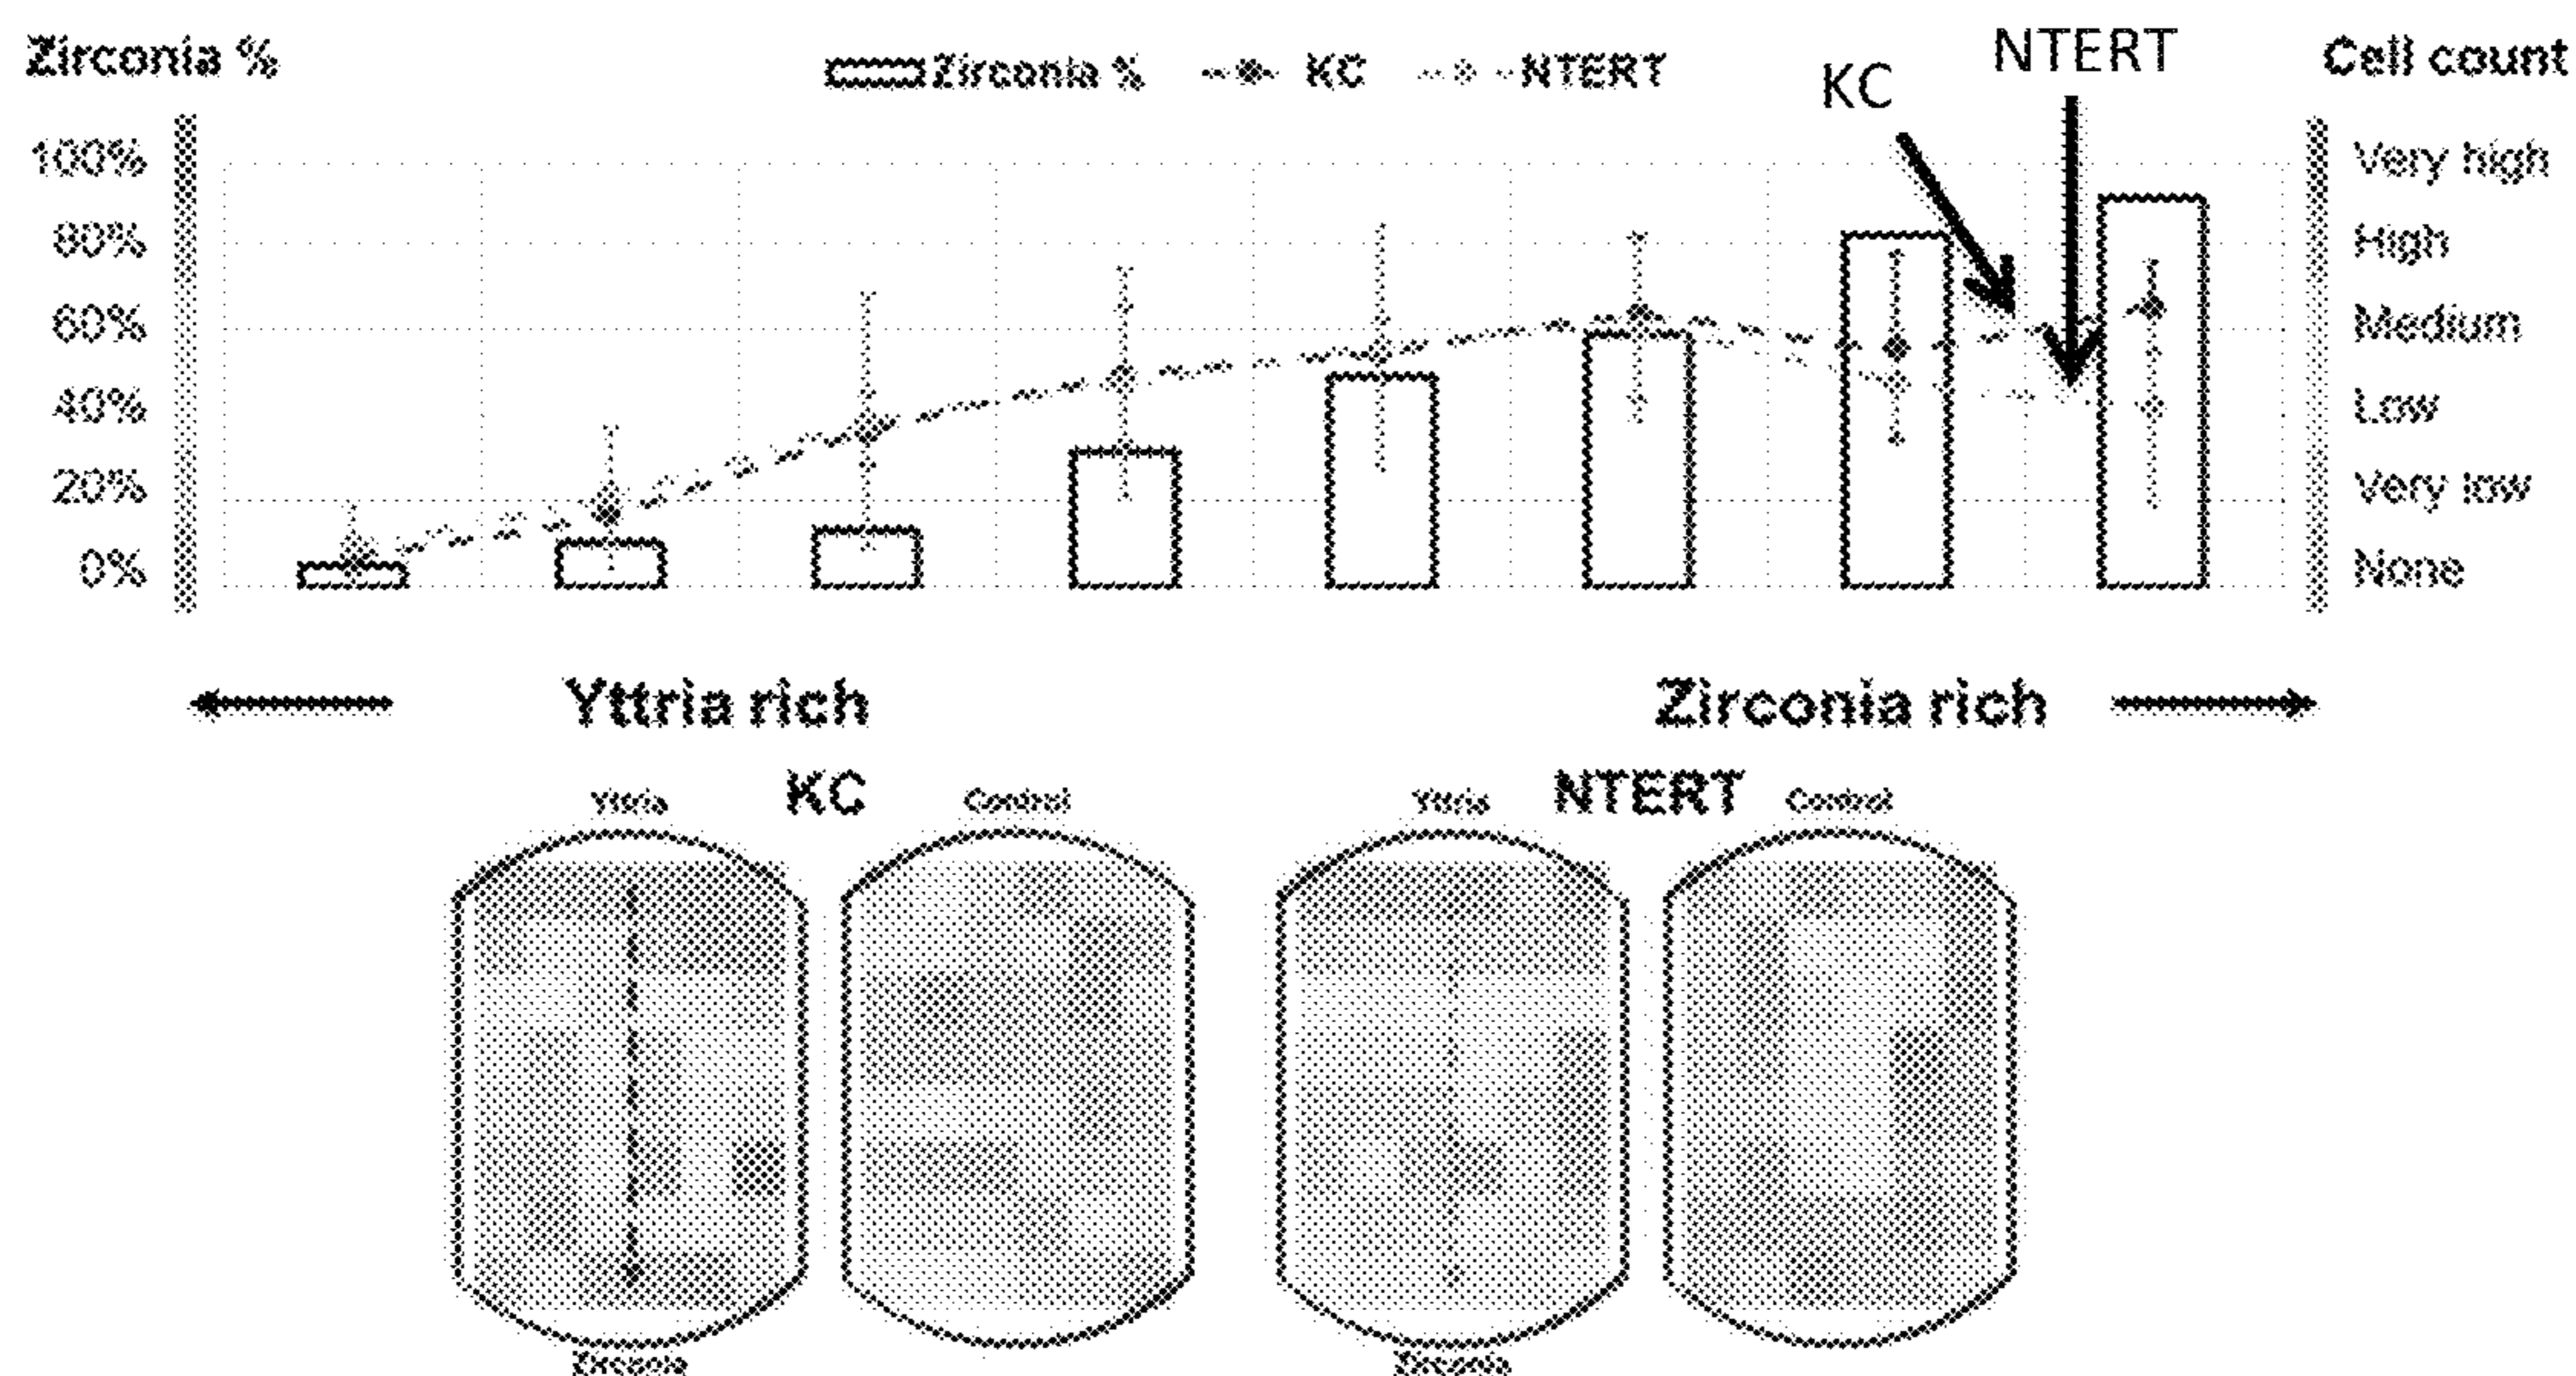 Zirconia %
Zirconia %
KC
NTERT
KC
NTERT
Cell count
100%
80%
60%
40%
20%
0%
Very high
High
Medium
Low
Very low
None
Yttria rich
Zirconia rich
KC
NTERT
Yttria
Control
Yttria
Control
Zirconia
Zirconia